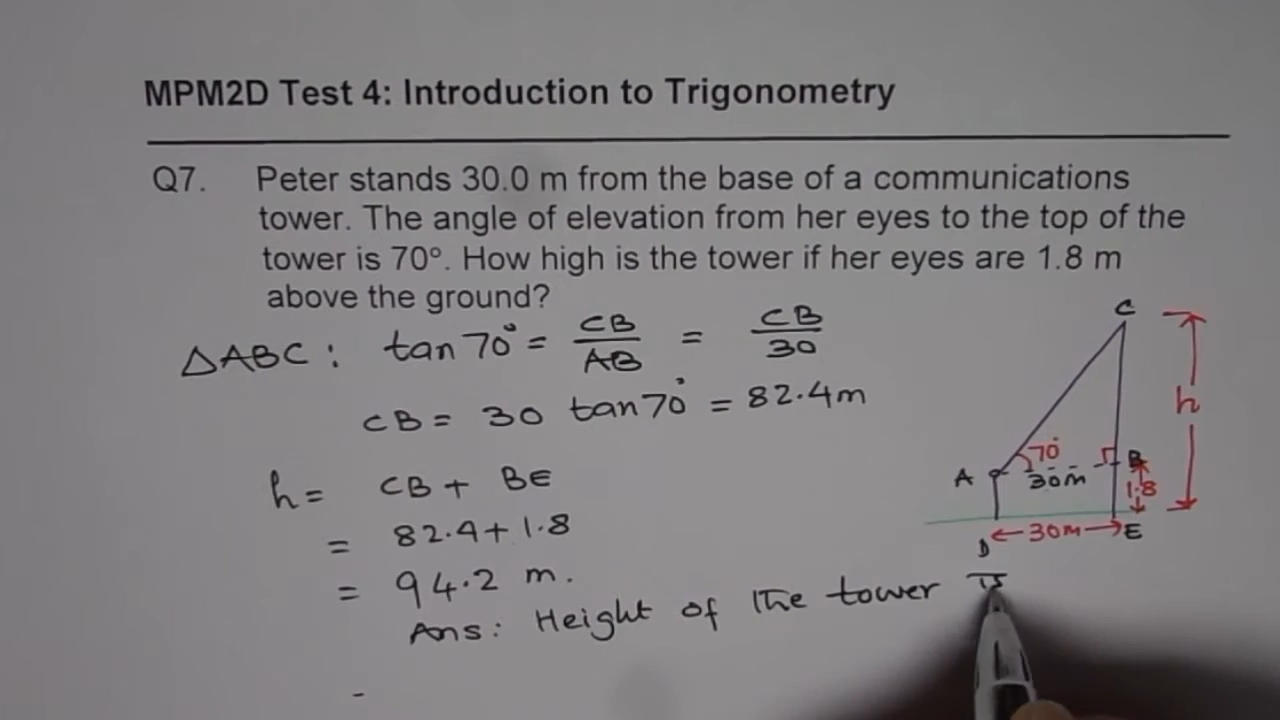 MPM2D Test 4: Introduction to Trigonometry
Q7. Peter stands 30.0 m from the base of a communications
tower. The angle of elevation from her eyes to the top of the
tower is 70°. How high is the tower if her eyes are 1.8 m
above the ground?
△ABC: tan 70° = CB/AB = CB/30
CB = 30 tan 70° = 82.4m
h = CB + BE
= 82.4 + 1.8
= 94.2 m.
Ans: Height of the tower is
C
h
70°
A
30m
B
1.8
D
30m
E